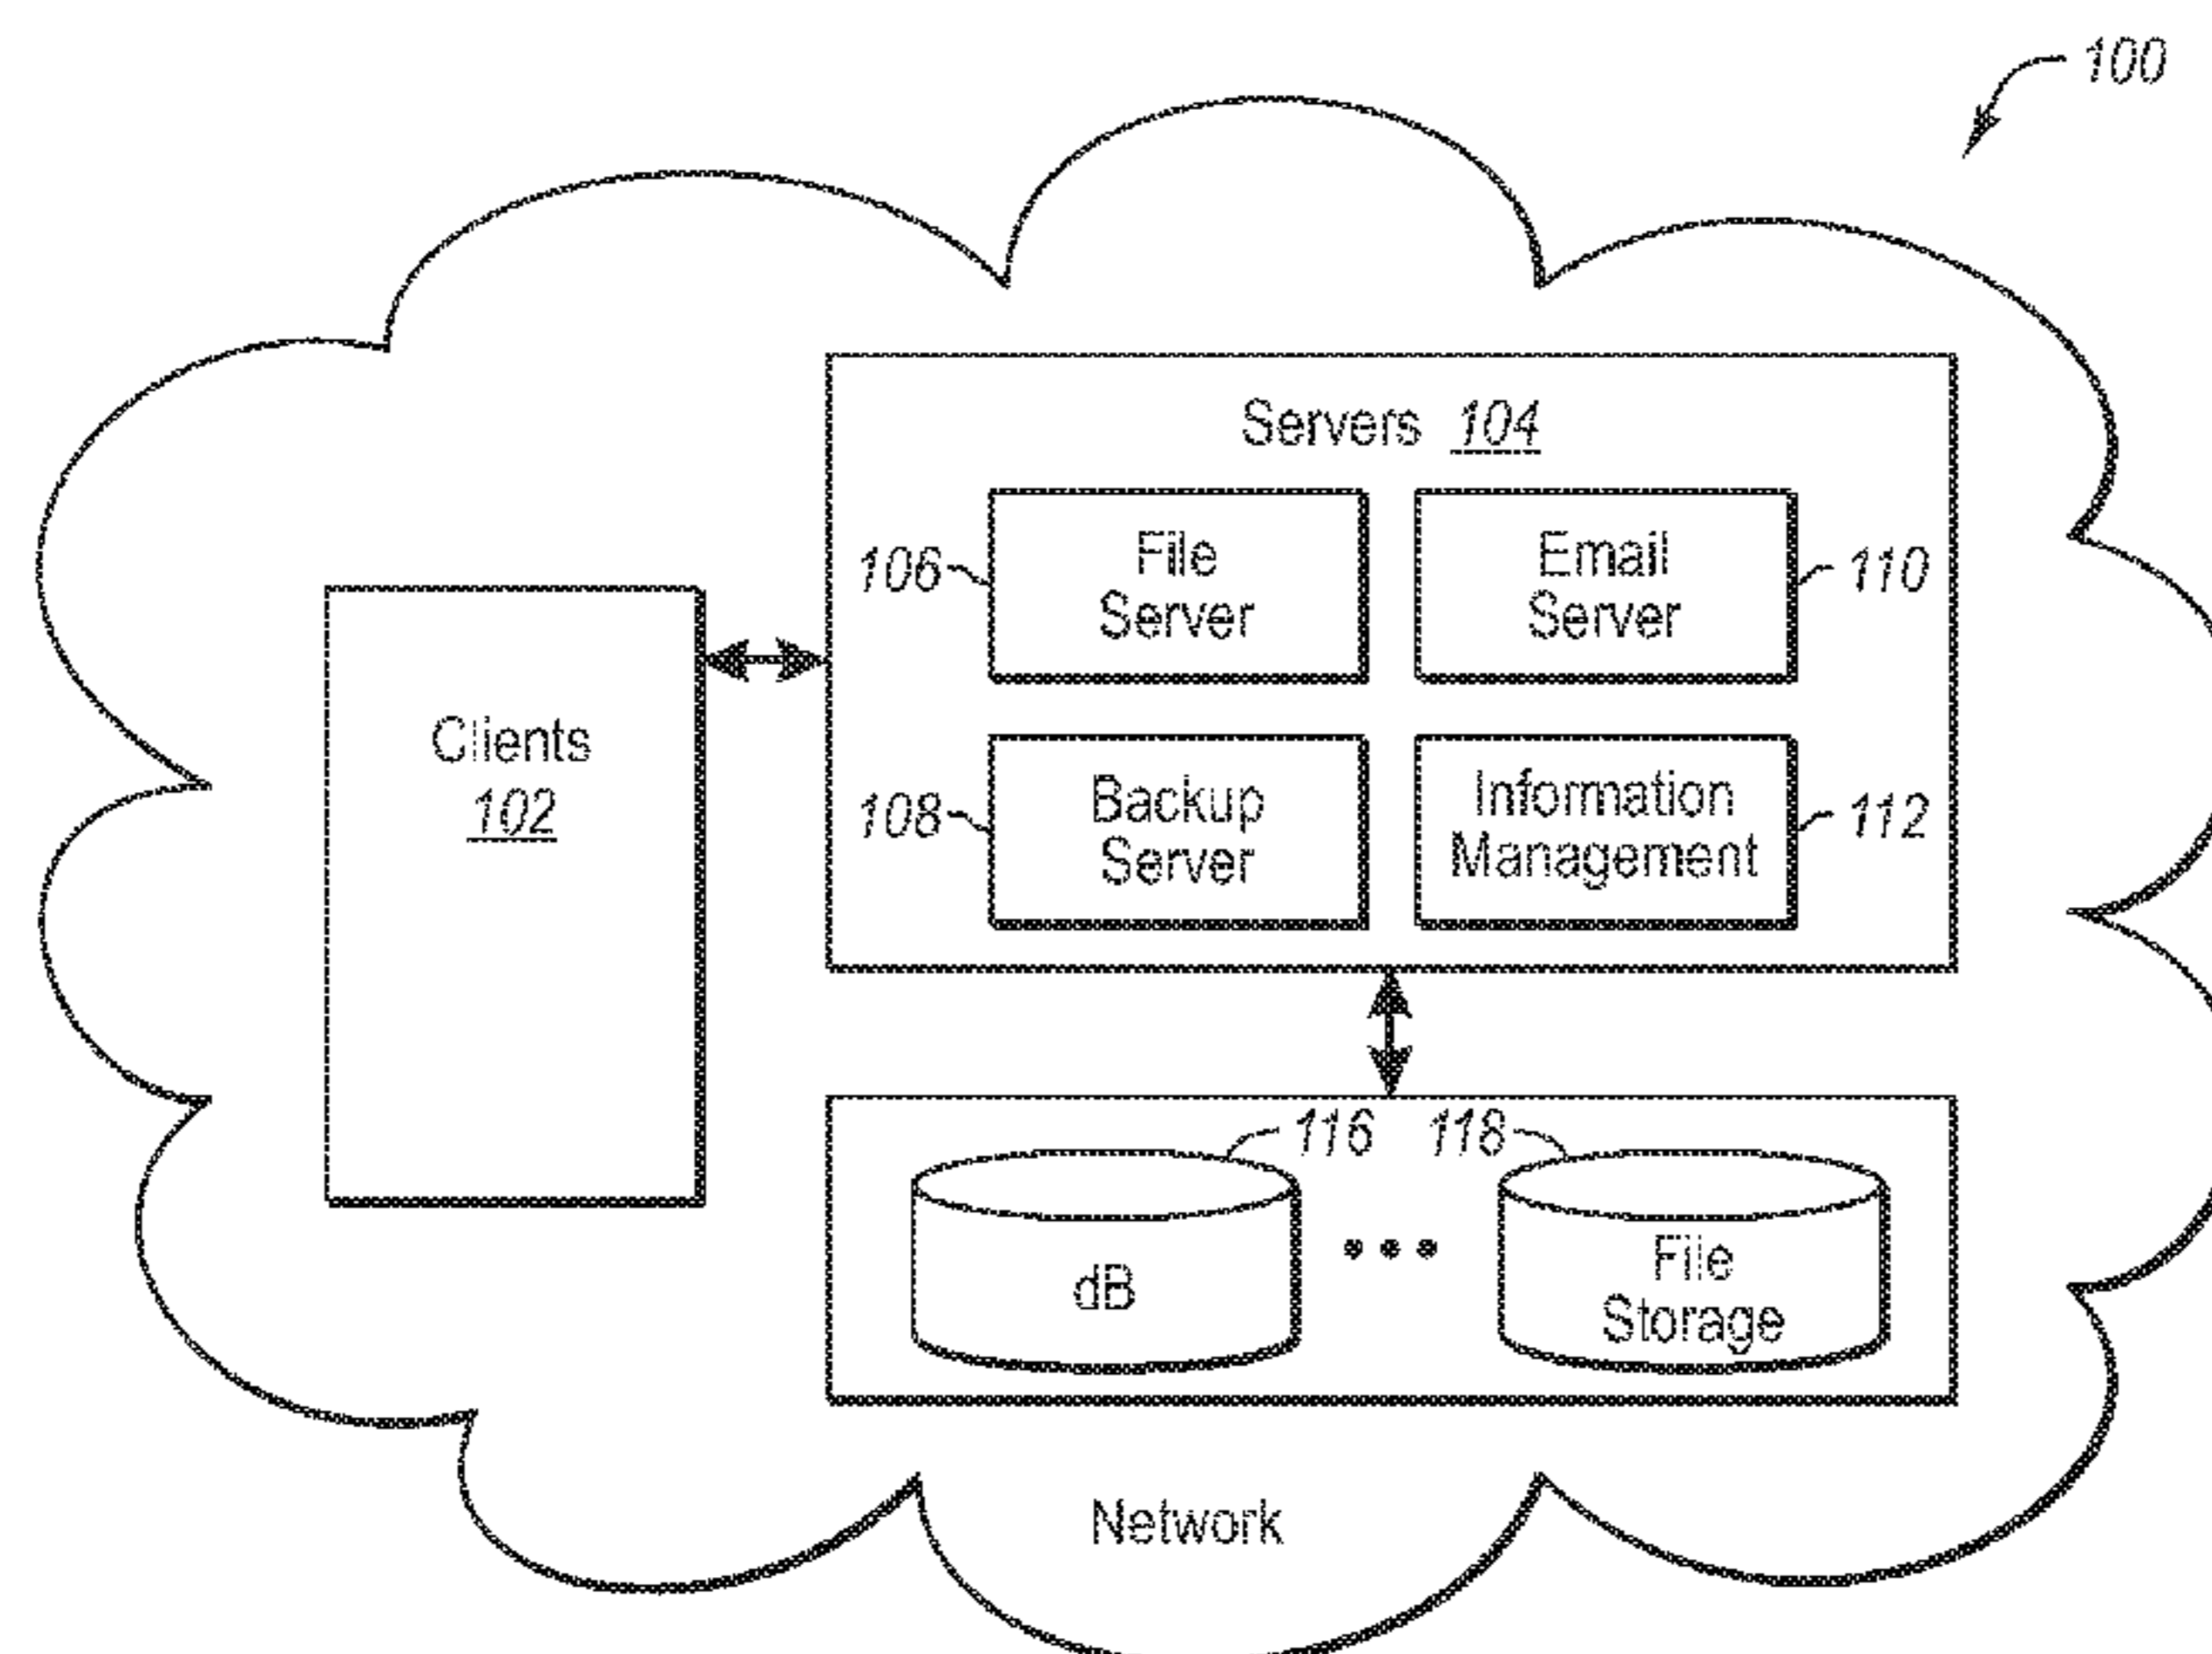 100
Servers 104
106
File
Server
Email
Server
110
Clients
102
108
Backup
Server
Information
Management
112
116
118
dB
File
Storage
Network